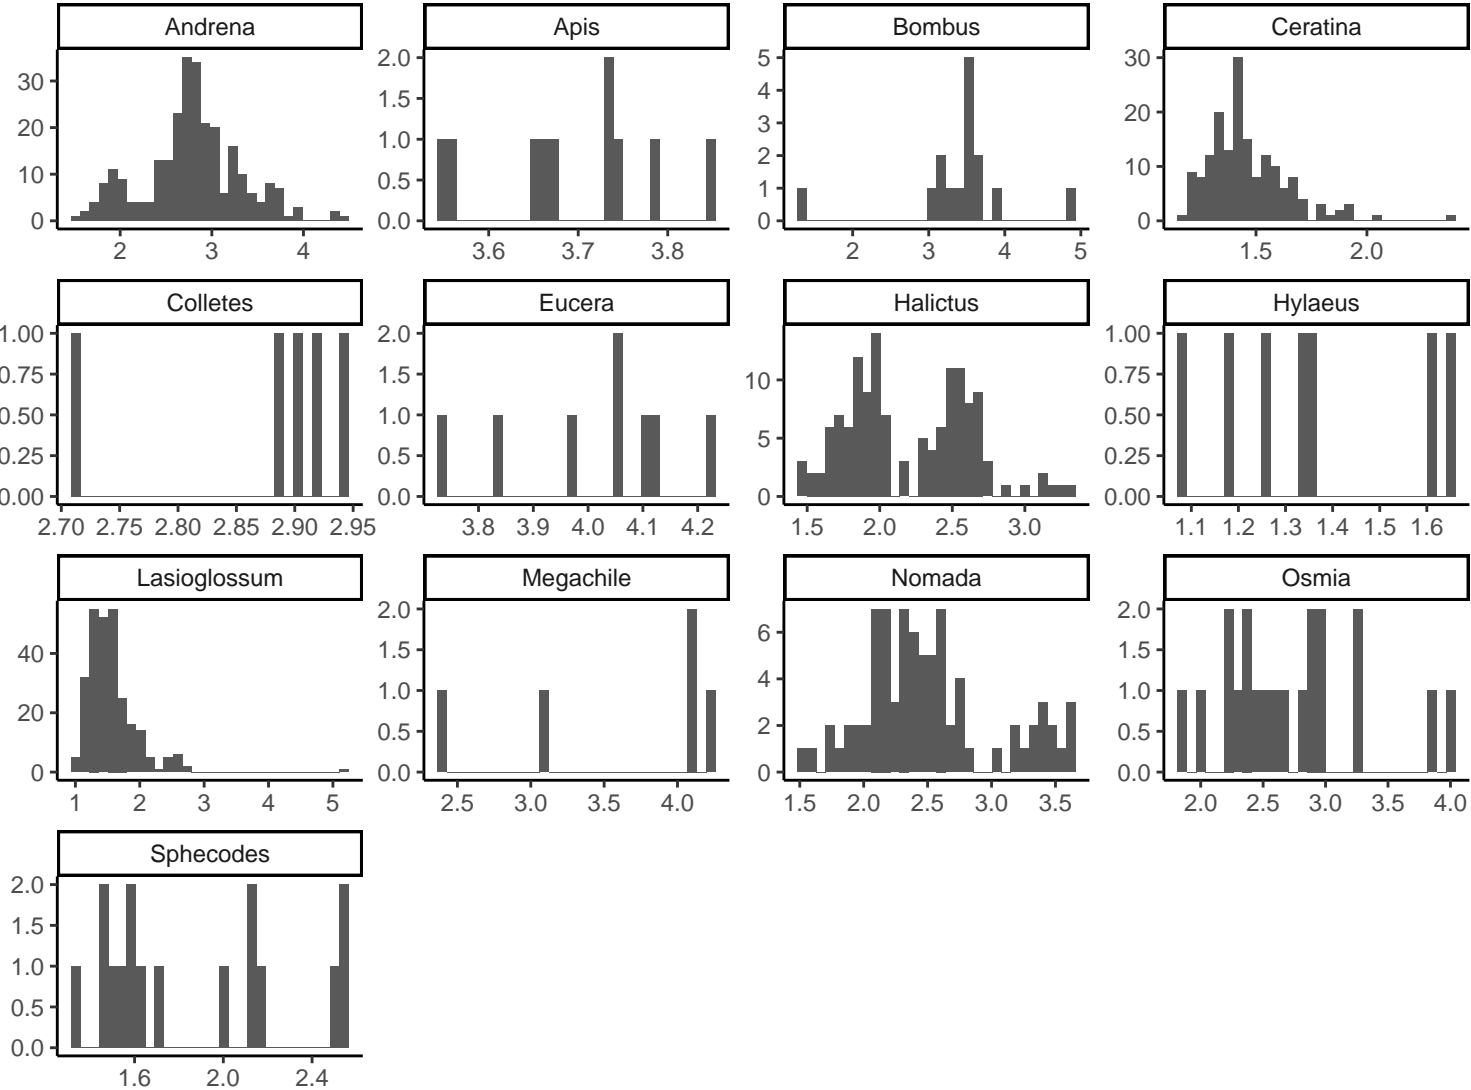 Andrena Apis Bombus Ceratina
30 20 10 0
2.0 1.5 1.0 0.5 0.0
5 4 3 2 1 0
30 20 10 0
2 3 4
3.6 3.7 3.8
2 3 4 5
1.5 2.0
Colletes Eucera Halictus Hylaeus
1.00 0.75 0.50 0.25 0.00
2.0 1.5 1.0 0.5 0.0
10 5 0
1.00 0.75 0.50 0.25 0.00
2.70 2.75 2.80 2.85 2.90 2.95
3.8 3.9 4.0 4.1 4.2
1.5 2.0 2.5 3.0
1.1 1.2 1.3 1.4 1.5 1.6
Lasioglossum Megachile Nomada Osmia
40 20 0
2.0 1.5 1.0 0.5 0.0
6 4 2 0
2.0 1.5 1.0 0.5 0.0
1 2 3 4 5
2.5 3.0 3.5 4.0
1.5 2.0 2.5 3.0 3.5
2.0 2.5 3.0 3.5 4.0
Sphecodes
2.0 1.5 1.0 0.5 0.0
1.6 2.0 2.4